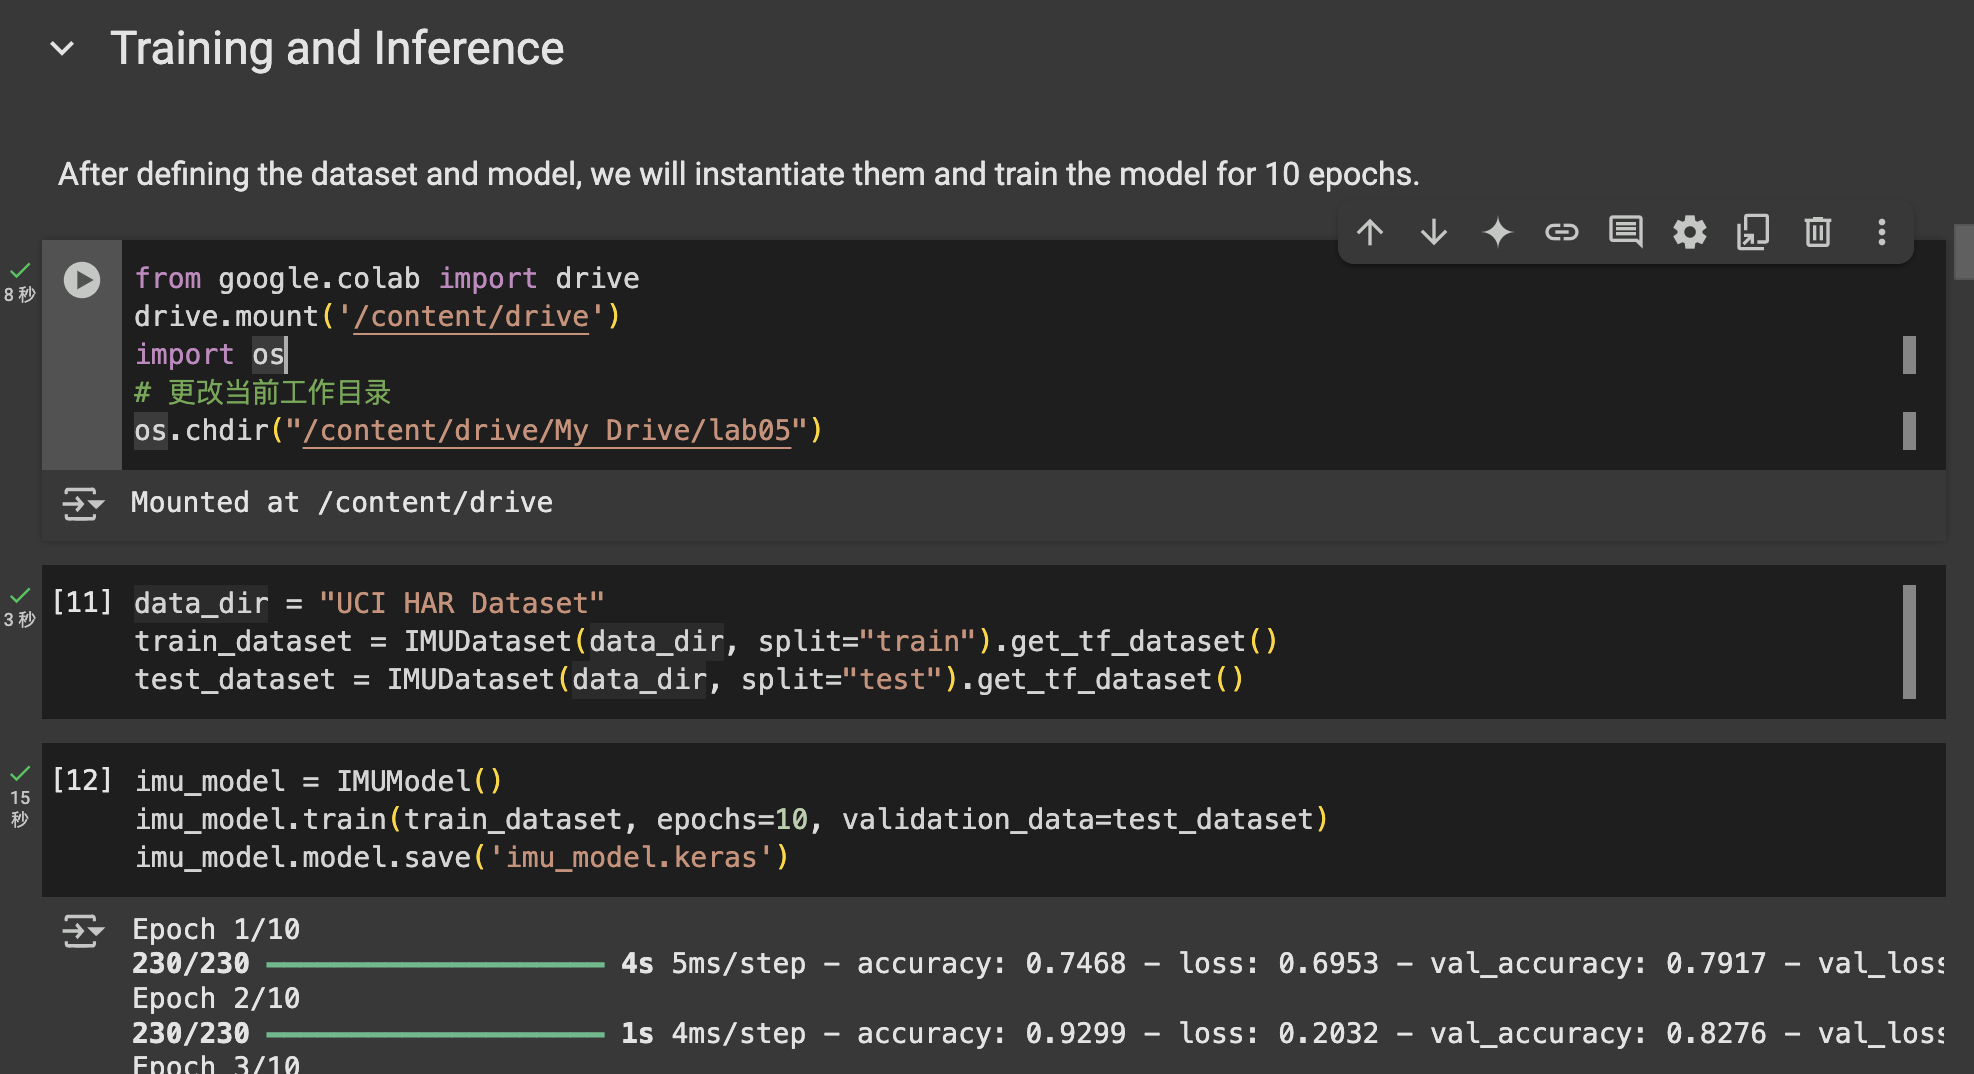 Training and Inference
After defining the dataset and model, we will instantiate them and train the model for 10 epochs.
8 秒
from google.colab import drive
drive.mount('/content/drive')
import os
# 更改当前工作目录
os.chdir("/content/drive/My Drive/lab05")
Mounted at /content/drive
3 秒
[11] data_dir = "UCI HAR Dataset"
train_dataset = IMUDataset(data_dir, split="train").get_tf_dataset()
test_dataset = IMUDataset(data_dir, split="test").get_tf_dataset()
15
秒
[12] imu_model = IMUModel()
imu_model.train(train_dataset, epochs=10, validation_data=test_dataset)
imu_model.model.save('imu_model.keras')
Epoch 1/10
230/230 4s 5ms/step - accuracy: 0.7468 - loss: 0.6953 - val_accuracy: 0.7917 - val_loss
Epoch 2/10
230/230 1s 4ms/step - accuracy: 0.9299 - loss: 0.2032 - val_accuracy: 0.8276 - val_loss
Epoch 3/10